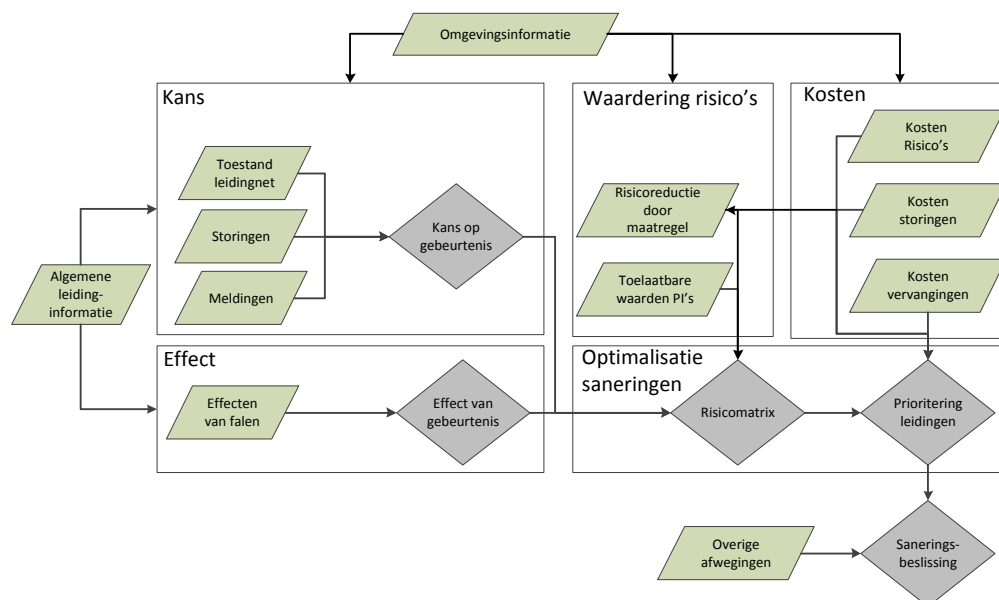 Omgevingsinformatie
Kans
Toestand
leidingnet
Storingen
Meldingen
Kans op
gebeurtenis
Algemene
leiding-
informatie
Waardering risico's
Risicoreductie
door
maatregel
Toelaatbare
waarden PI's
Kosten
Kosten
Risico's
Kosten
storingen
Kosten
vervangingen
Effect
Effecten
van falen
Effect van
gebeurtenis
Optimalisatie
saneringen
Risicomatrix
Prioritering
leidingen
Overige
afwegingen
Sanerings-
beslissing